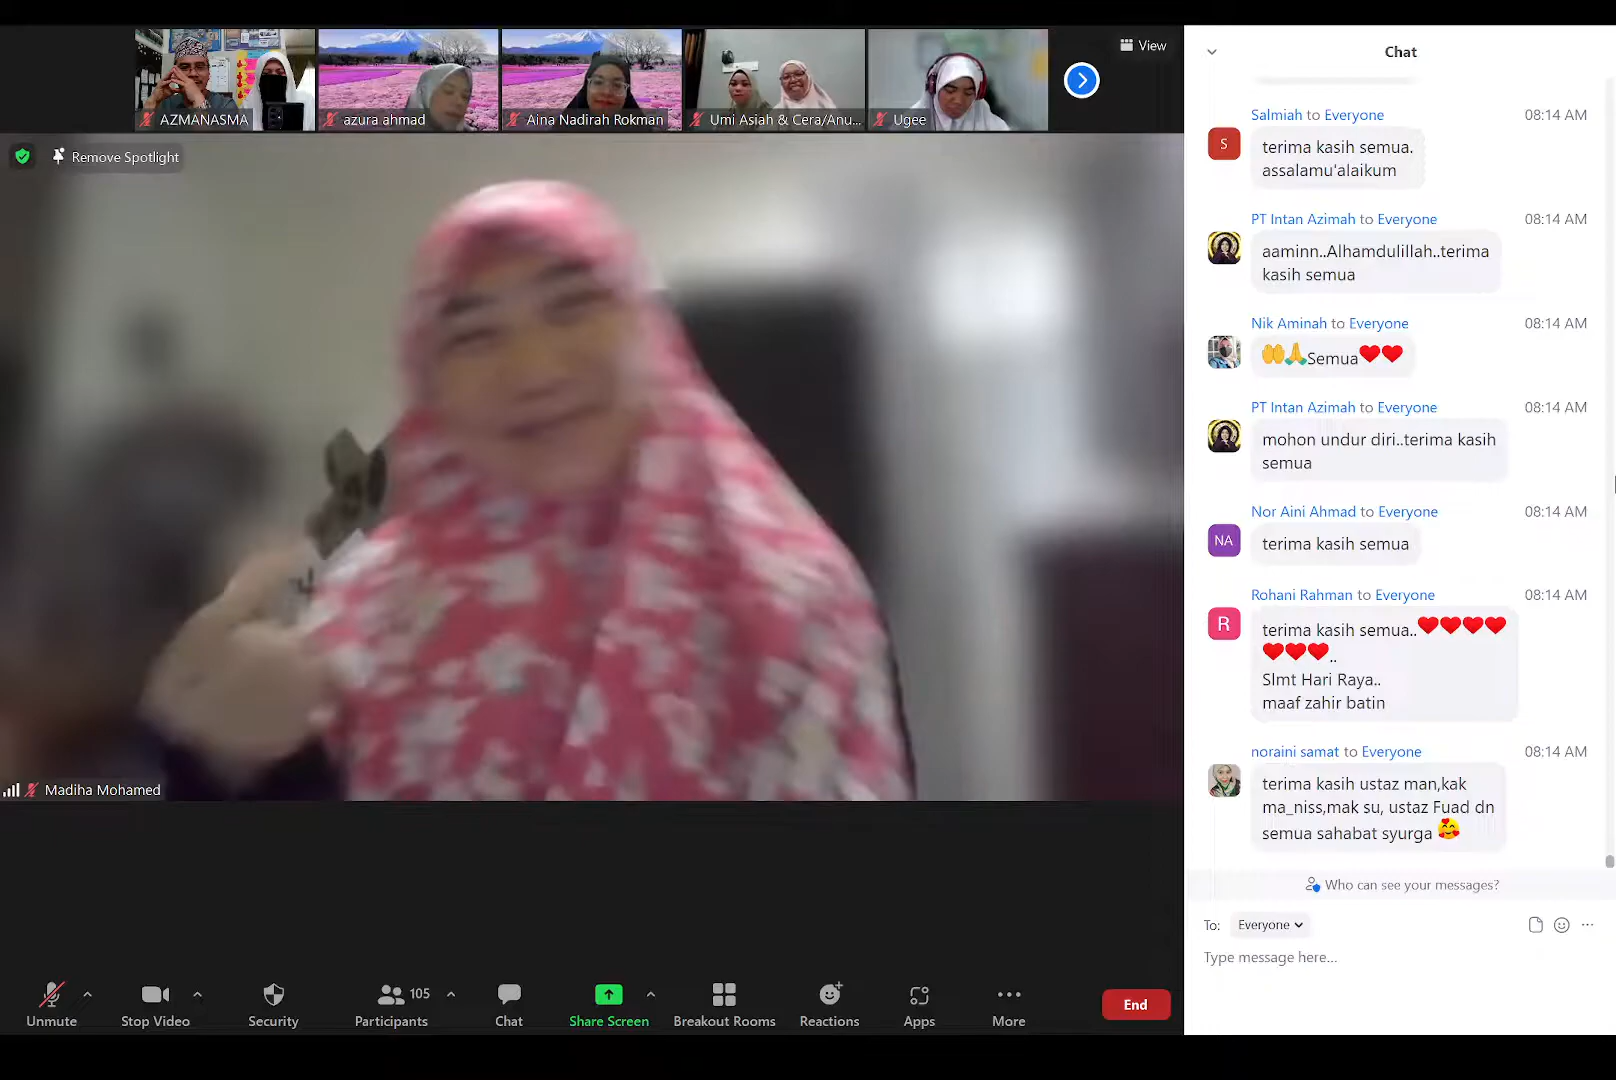 AZMANASMA
azura ahmad
Aina Nadirah Rokman
Umi Asiah & Cera/Anu...
Ugee
View
Remove Spotlight
Madiha Mohamed
Unmute
Stop Video
Security
105
Participants
Chat
Share Screen
Breakout Rooms
Reactions
Apps
More
End
Chat
Salmiah to Everyone 08:14 AM
S
terima kasih semua.
assalamu'alaikum
PT Intan Azimah to Everyone 08:14 AM
aaminn..Alhamdulillah..terima
kasih semua
Nik Aminah to Everyone 08:14 AM
🤲🙏Semua❤️❤️
PT Intan Azimah to Everyone 08:14 AM
mohon undur diri..terima kasih
semua
Nor Aini Ahmad to Everyone 08:14 AM
NA
terima kasih semua
Rohani Rahman to Everyone 08:14 AM
R
terima kasih semua..❤️❤️❤️❤️
❤️❤️❤️..
Slmt Hari Raya..
maaf zahir batin
noraini samat to Everyone 08:14 AM
terima kasih ustaz man,kak
ma_niss,mak su, ustaz Fuad dn
semua sahabat syurga 🥰
Who can see your messages?
To: Everyone
Type message here...